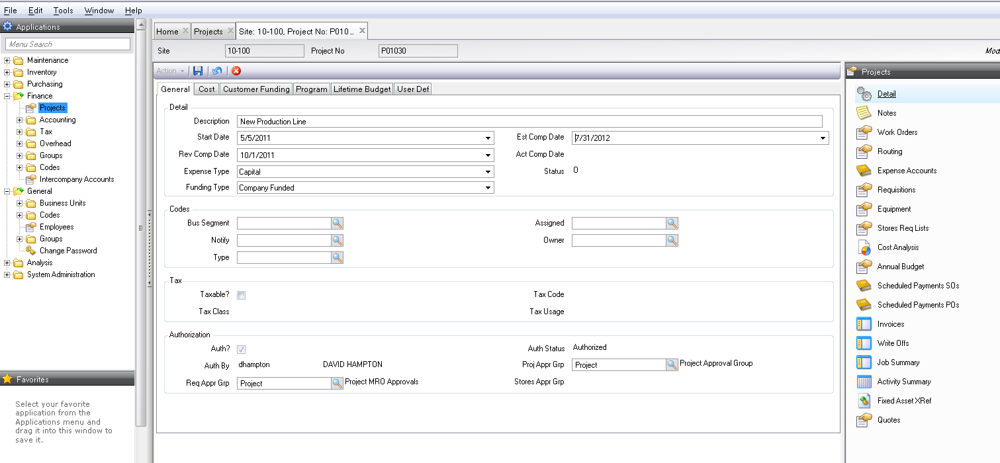 File Edit Tools Window Help
Applications
Menu Search
Maintenance
Inventory
Purchasing
Finance
Projects
Accounting
Tax
Overhead
Groups
Codes
Intercompany Accounts
General
Business Units
Codes
Employees
Groups
Change Password
Analysis
System Administration
Favorites
Select your favorite
application from the
Applications menu and
drag it into this window to
save it.
Home Projects Site: 10-100, Project No: P010...
Site 10-100 Project No P01030
Action
General Cost Customer Funding Program Lifetime Budget User Def
Detail
Description New Production Line
Start Date 5/5/2011 Est Comp Date 7/31/2012
Rev Comp Date 10/1/2011 Act Comp Date
Expense Type Capital Status O
Funding Type Company Funded
Codes
Bus Segment Assigned
Notify Owner
Type
Tax
Taxable? Tax Code
Tax Class Tax Usage
Authorization
Auth? Auth Status Authorized
Auth By dhampton DAVID HAMPTON Proj Appr Grp Project Project Approval Group
Req Appr Grp Project Project MRO Approvals Stores Appr Grp
Projects
Detail
Notes
Work Orders
Routing
Expense Accounts
Requisitions
Equipment
Stores Req Lists
Cost Analysis
Annual Budget
Scheduled Payments SOs
Scheduled Payments POs
Invoices
Write Offs
Job Summary
Activity Summary
Fixed Asset XRef
Quotes